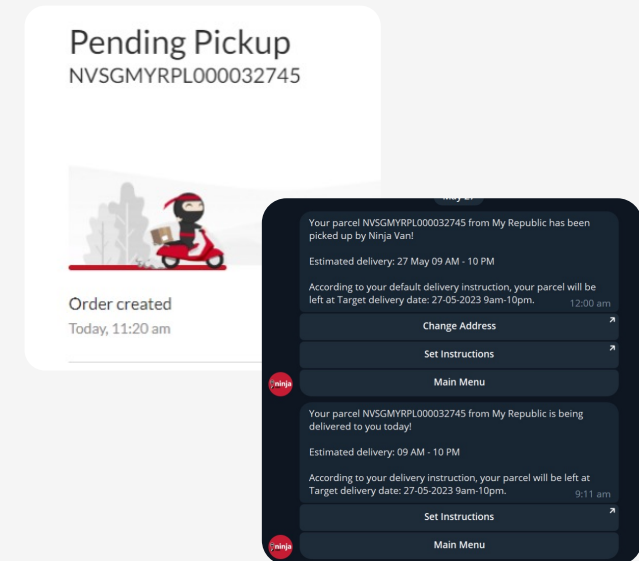 Pending Pickup
NVSGMYRPL000032745
Order created
Today, 11:20 am
May 27
Your parcel NVSGMYRPL000032745 from My Republic has been
picked up by Ninja Van!
Estimated delivery: 27 May 09 AM - 10 PM
According to your default delivery instruction, your parcel will be
left at Target delivery date: 27-05-2023 9am-10pm.
12:00 am
Change Address
Set Instructions
ninja
Main Menu
Your parcel NVSGMYRPL000032745 from My Republic is being
delivered to you today!
Estimated delivery: 09 AM - 10 PM
According to your delivery instruction, your parcel will be left at
Target delivery date: 27-05-2023 9am-10pm.
9:11 am
Set Instructions
ninja
Main Menu